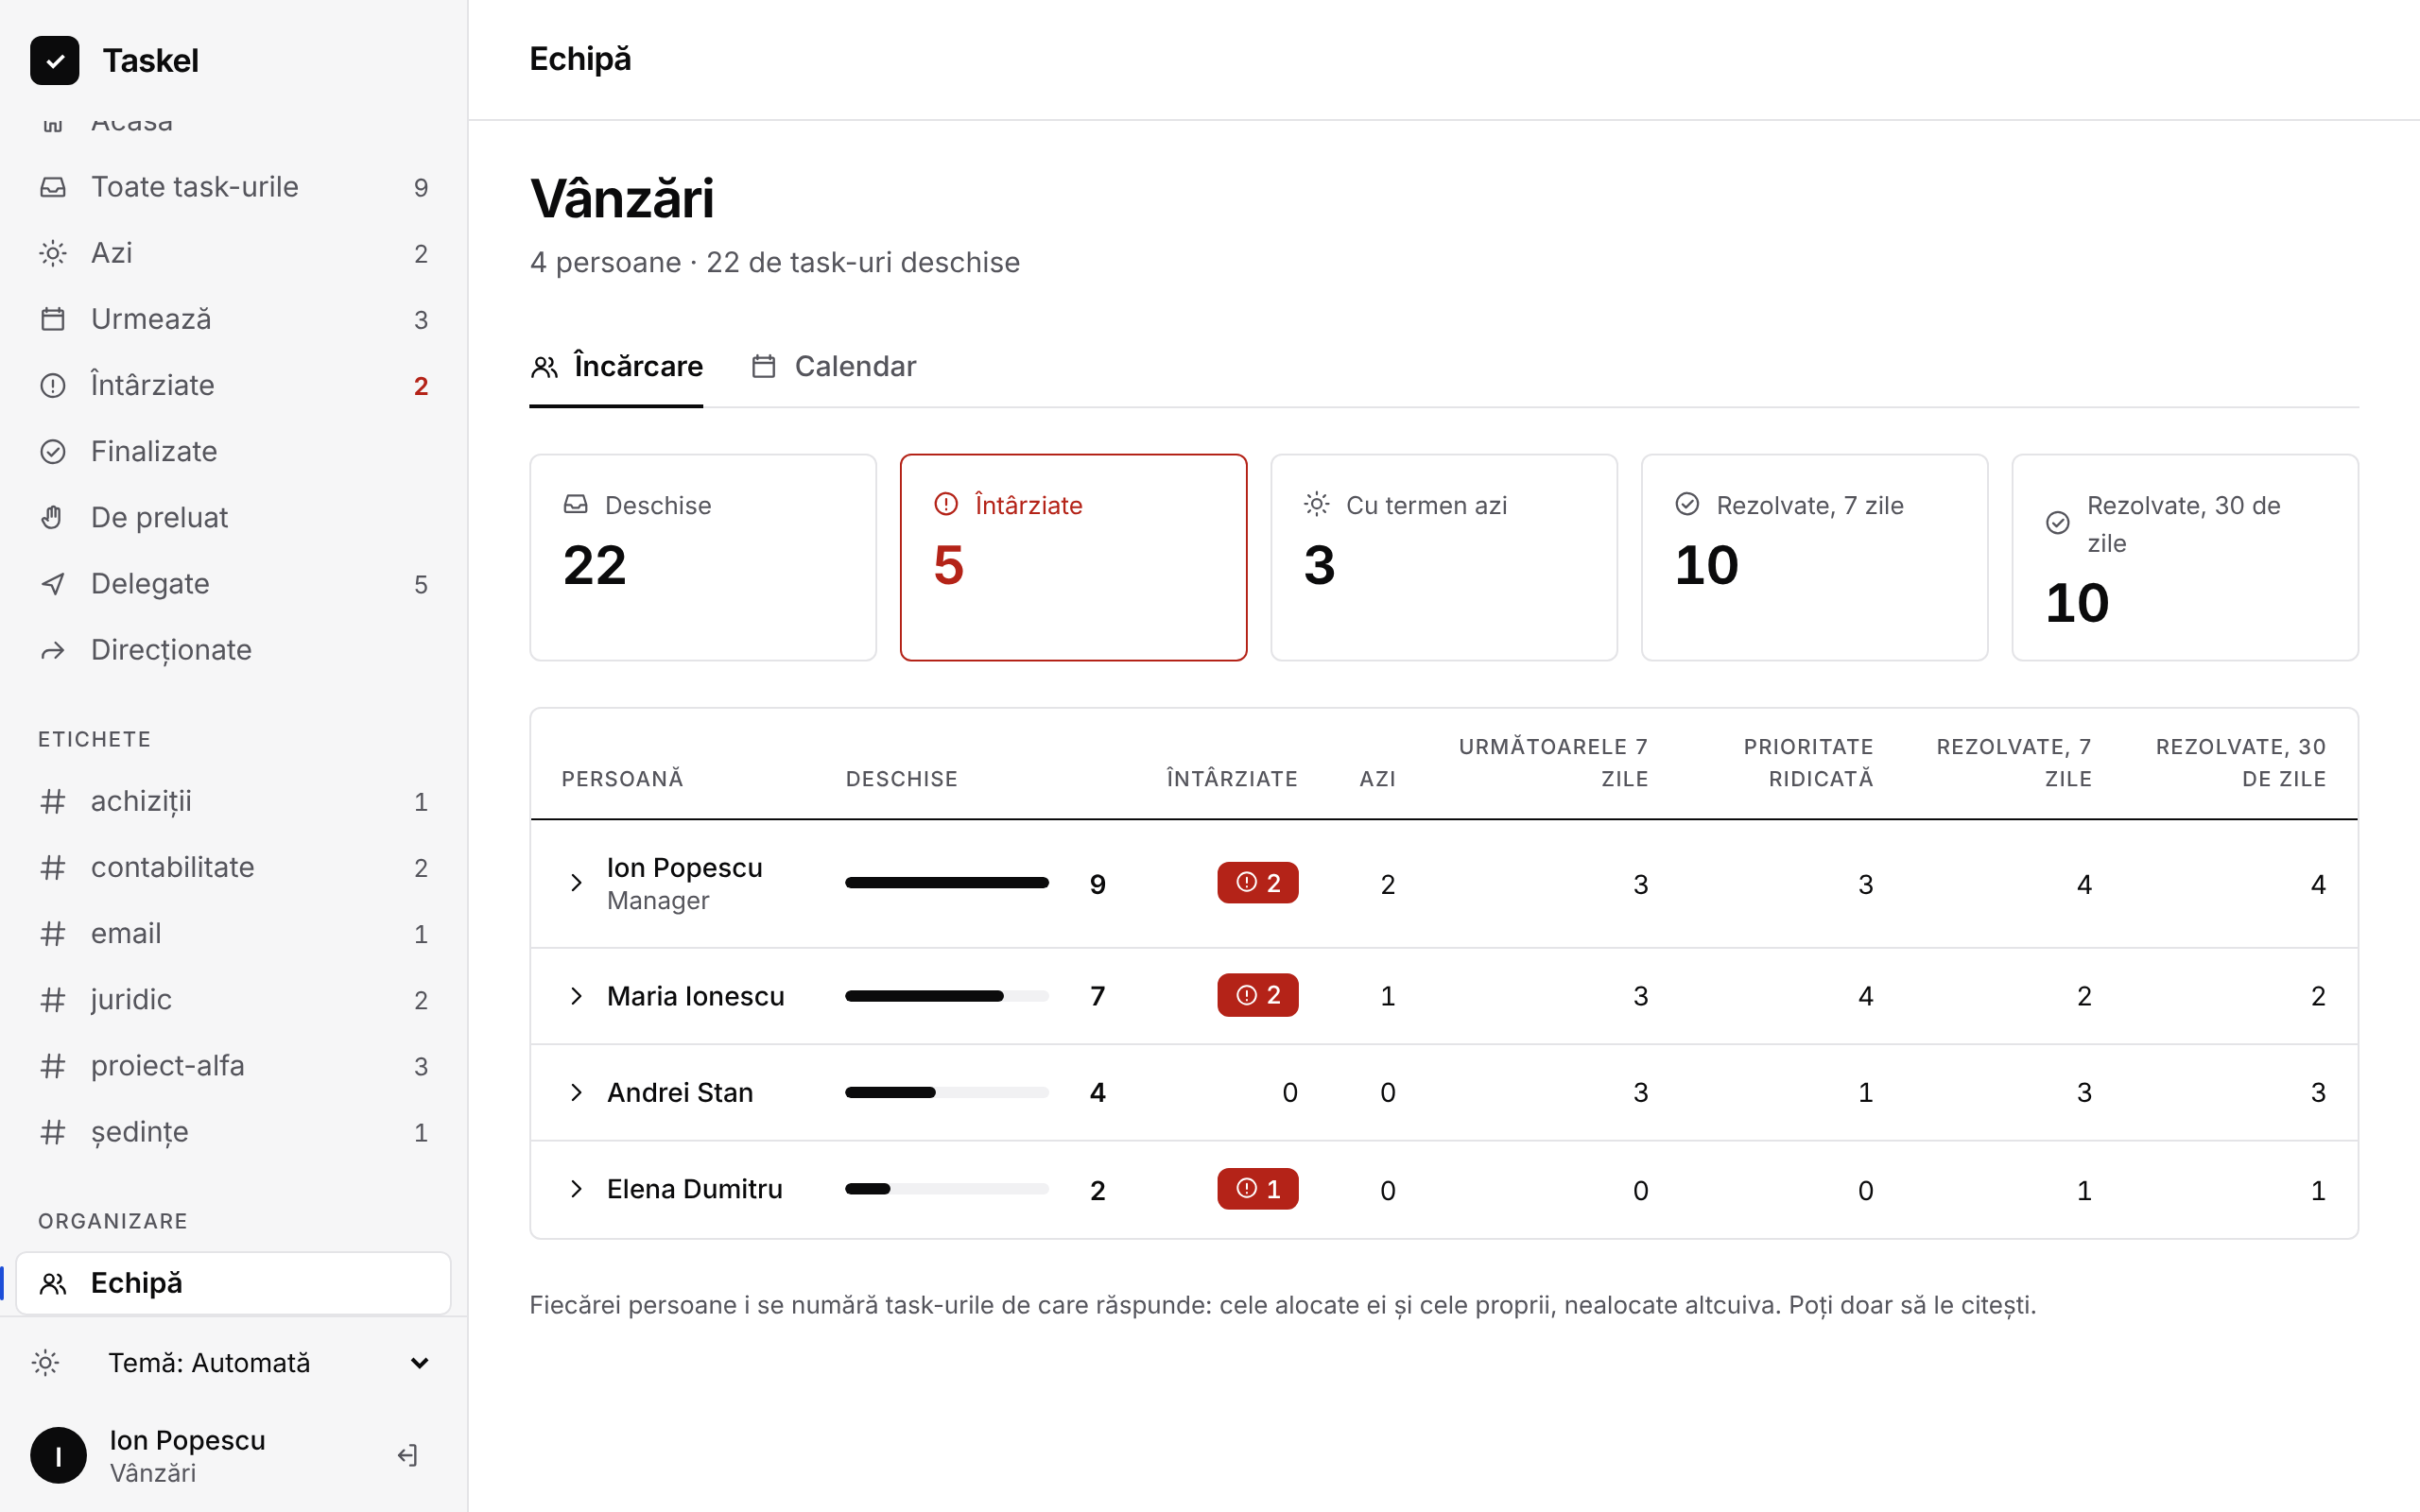 Taskel
Acasă
Toate task-urile 9
Azi 2
Urmează 3
Întârziate 2
Finalizate
De preluat
Delegate 5
Direcționate
ETICHETE
# achiziții 1
# contabilitate 2
# email 1
# juridic 2
# proiect-alfa 3
# ședințe 1
ORGANIZARE
Echipă
Temă: Automată
I
Ion Popescu
Vânzări
Echipă
Vânzări
4 persoane · 22 de task-uri deschise
Încărcare Calendar
Deschise
22
Întârziate
5
Cu termen azi
3
Rezolvate, 7 zile
10
Rezolvate, 30 de
zile
10
PERSOANĂ DESCHISE ÎNTÂRZIATE AZI URMĂTOARELE 7 ZILE PRIORITATE RIDICATĂ REZOLVATE, 7 ZILE REZOLVATE, 30 DE ZILE
Ion Popescu 9 2 2 3 3 4 4
Manager
Maria Ionescu 7 2 1 3 4 2 2
Andrei Stan 4 0 0 3 1 3 3
Elena Dumitru 2 1 0 0 0 1 1
Fiecărei persoane i se numără task-urile de care răspunde: cele alocate ei și cele proprii, nealocate altcuiva. Poți doar să le citești.